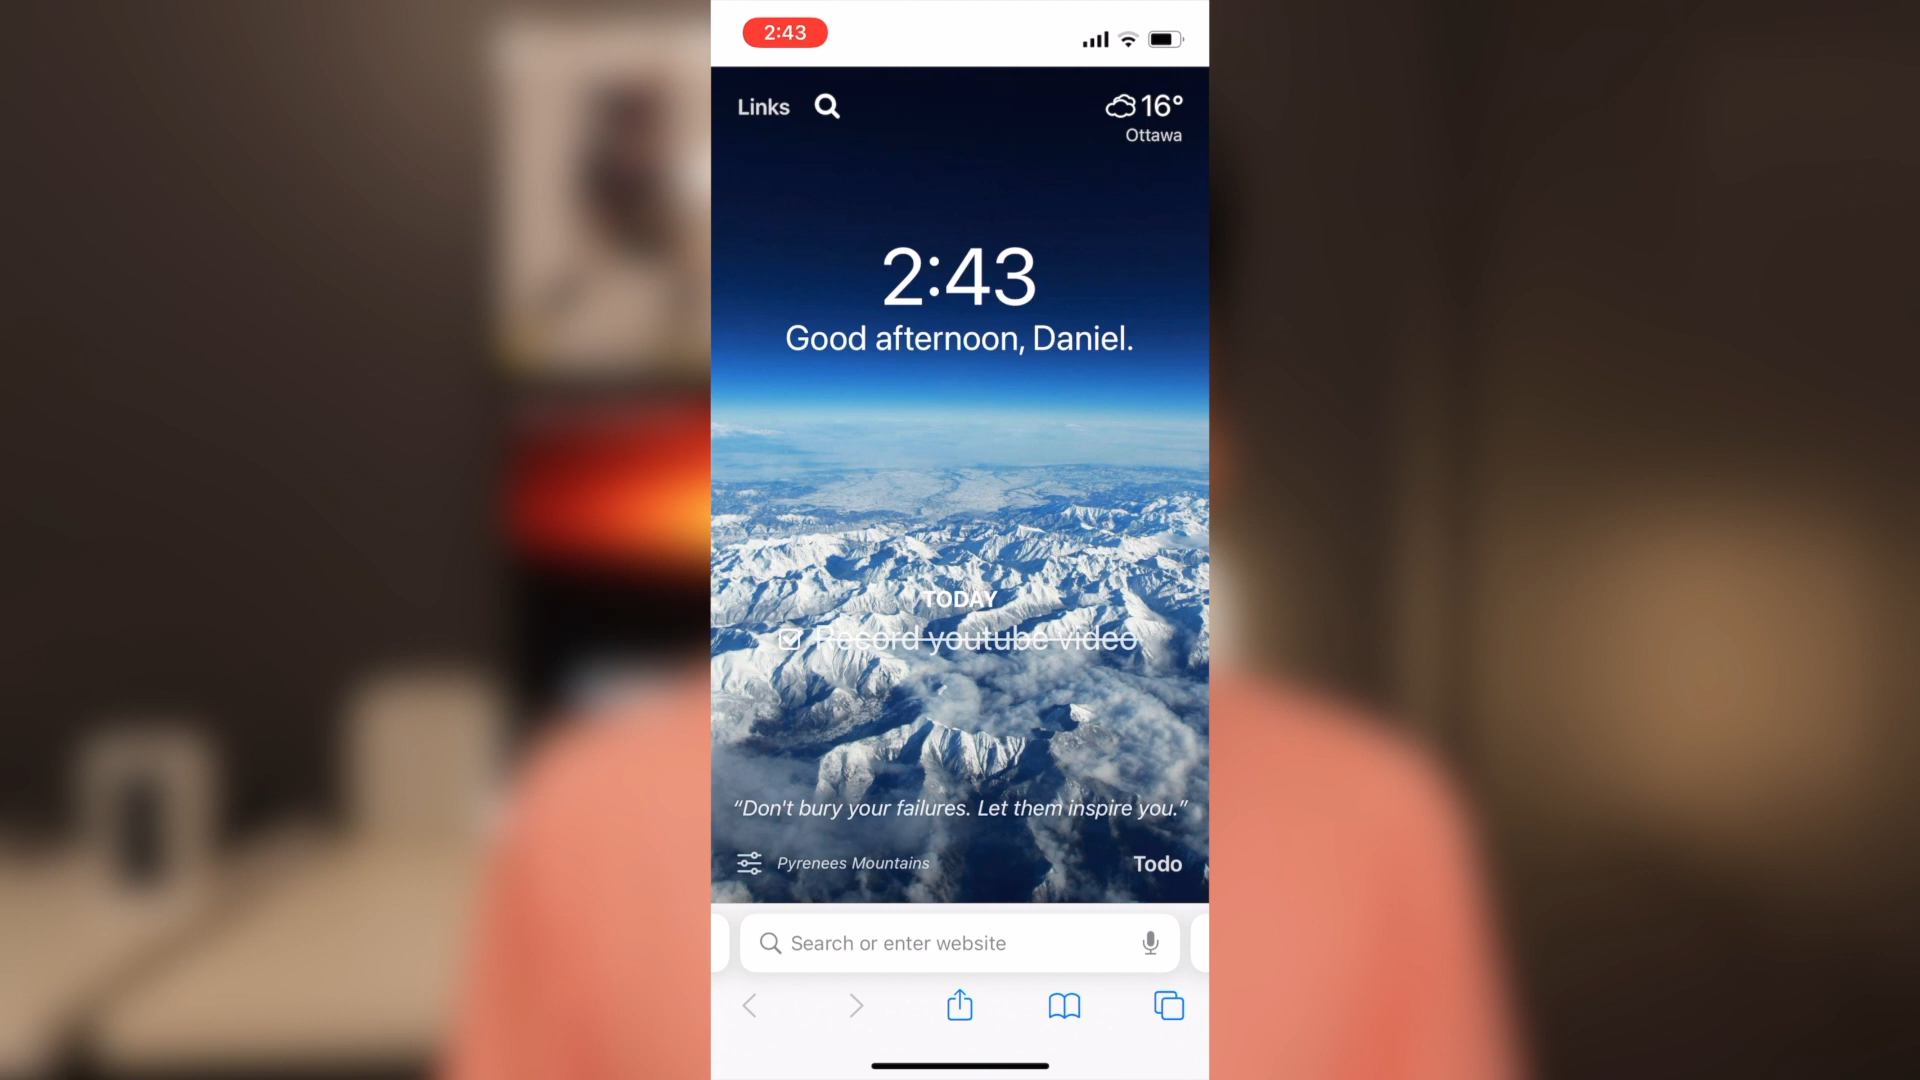 2:43
Links
16°
Ottawa
2:43
Good afternoon, Daniel.
TODAY
Record youtube video
“Don't bury your failures. Let them inspire you.”
Pyrenees Mountains
Todo
Search or enter website